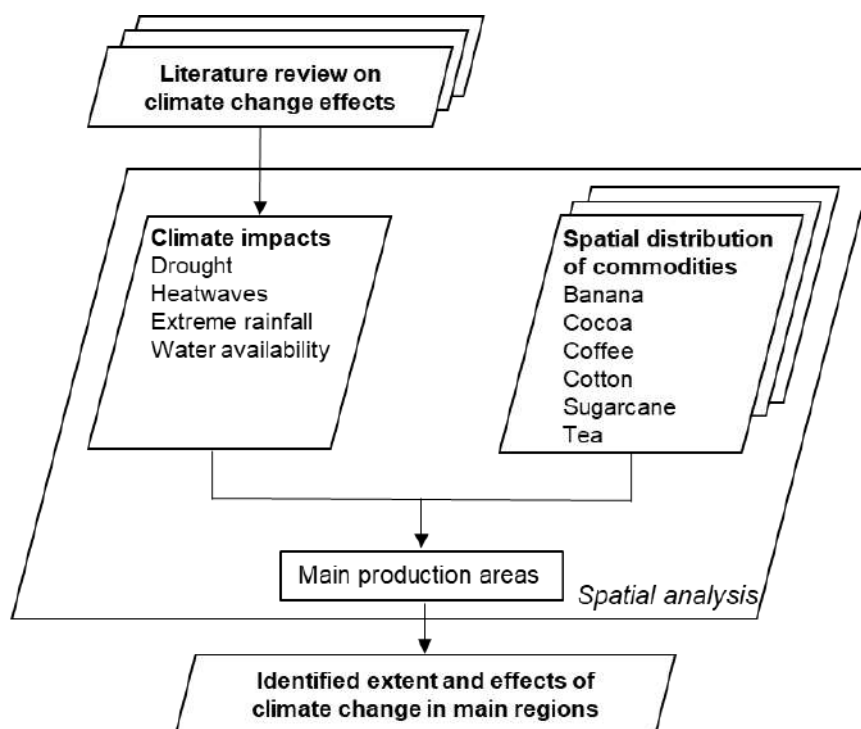 Literature review on
climate change effects
Climate impacts
Drought
Heatwaves
Extreme rainfall
Water availability
Spatial distribution
of commodities
Banana
Cocoa
Coffee
Cotton
Sugarcane
Tea
Main production areas
Spatial analysis
Identified extent and effects of
climate change in main regions